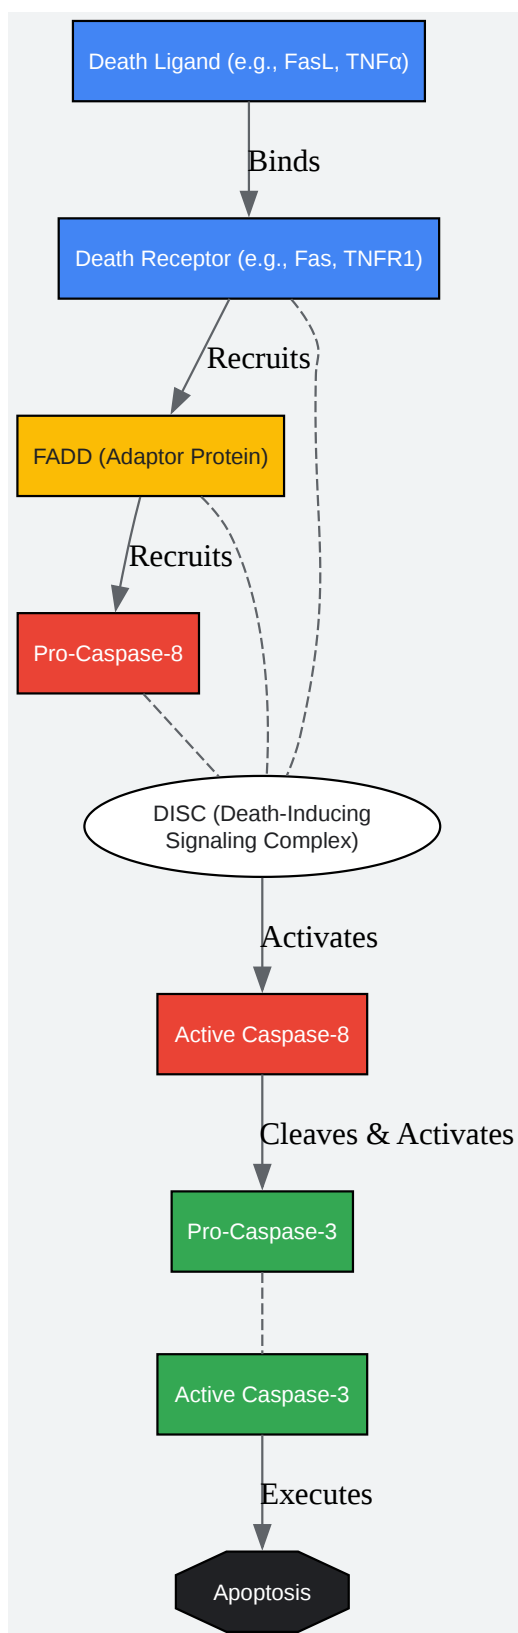 Death Ligand (e.g., FasL, TNFα)
Binds
Death Receptor (e.g., Fas, TNFR1)
Recruits
FADD (Adaptor Protein)
Recruits
Pro-Caspase-8
DISC (Death-Inducing
Signaling Complex)
Activates
Active Caspase-8
Cleaves & Activates
Pro-Caspase-3
Active Caspase-3
Executes
Apoptosis